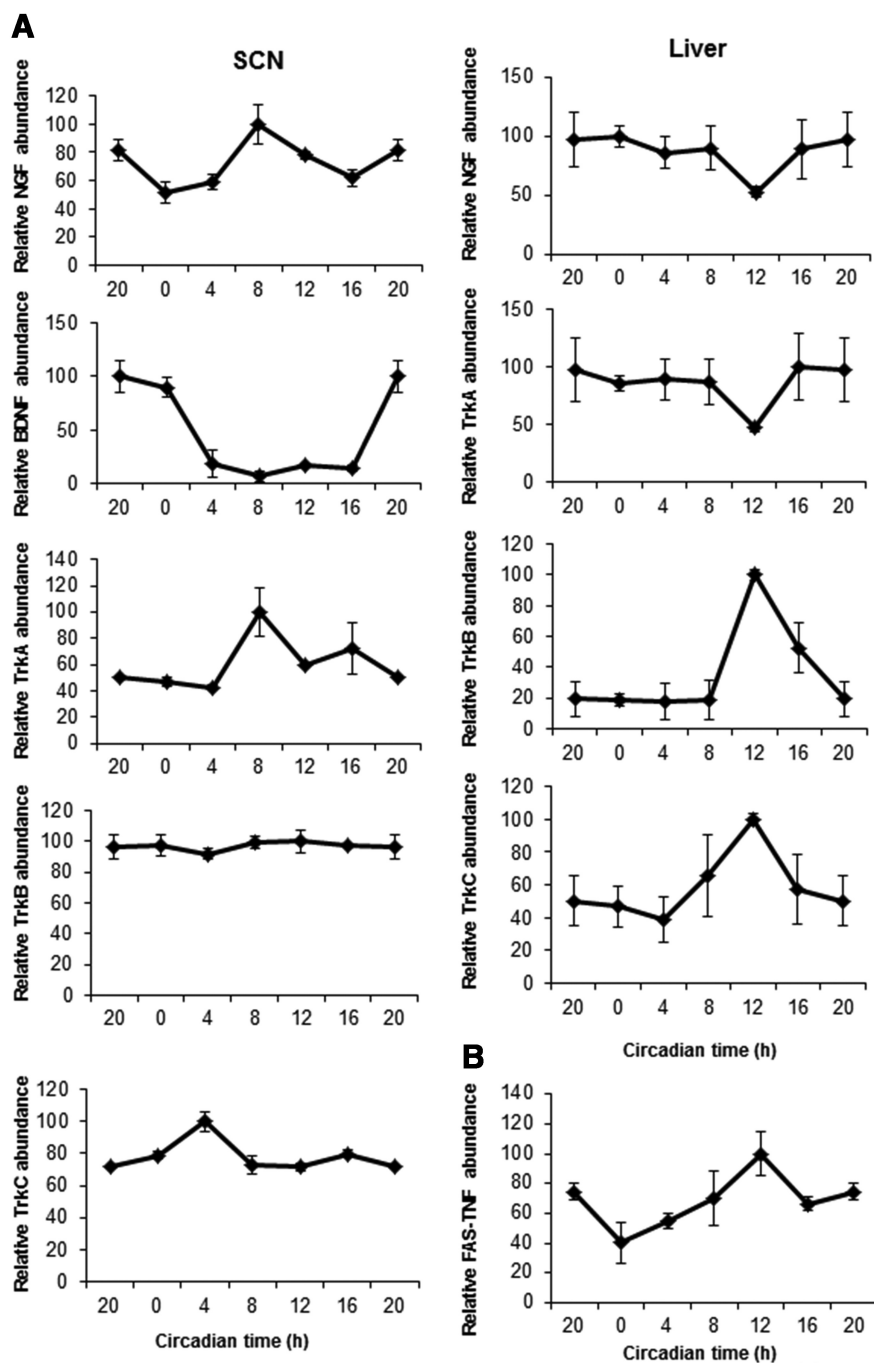 A
SCN
Relative NGF abundance
120
100
80
60
40
20
0
20 0 4 8 12 16 20
Relative BDNF abundance
150
100
50
0
20 0 4 8 12 16 20
Relative TrkA abundance
140
120
100
80
60
40
20
0
20 0 4 8 12 16 20
Relative TrkB abundance
120
100
80
60
40
20
0
20 0 4 8 12 16 20
Relative TrkC abundance
120
100
80
60
40
20
0
20 0 4 8 12 16 20
Circadian time (h)
Liver
Relative NGF abundance
150
100
50
0
20 0 4 8 12 16 20
Relative TrkA abundance
150
100
50
0
20 0 4 8 12 16 20
Relative TrkB abundance
120
100
80
60
40
20
0
20 0 4 8 12 16 20
Relative TrkC abundance
120
100
80
60
40
20
0
20 0 4 8 12 16 20
Circadian time (h)
B
Relative FAS-TNF abundance
140
120
100
80
60
40
20
0
20 0 4 8 12 16 20
Circadian time (h)